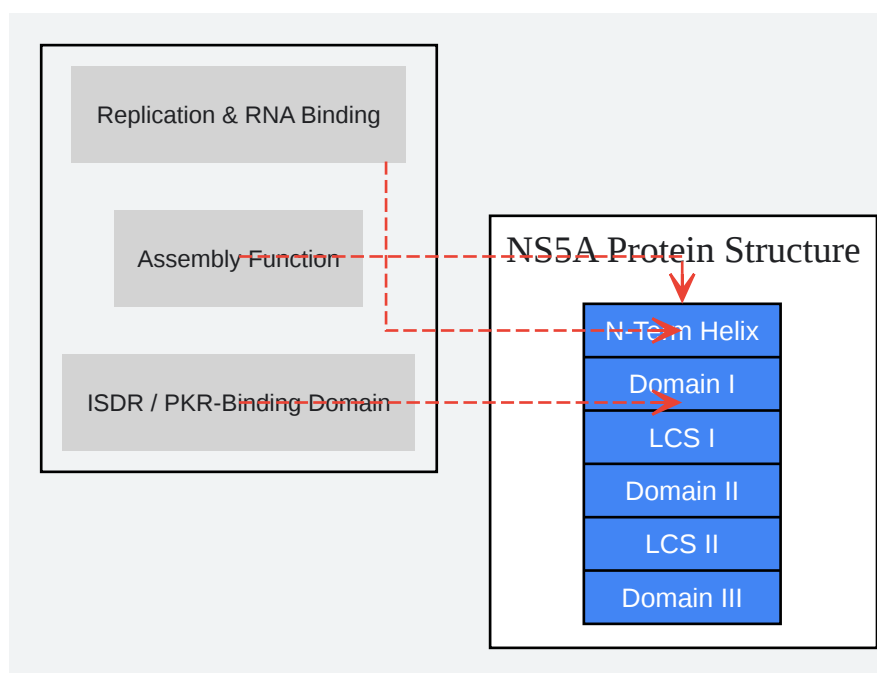 Replication & RNA Binding
Assembly Function
ISDR / PKR-Binding Domain
NS5A Protein Structure
N-Term Helix
Domain I
LCS I
Domain II
LCS II
Domain III